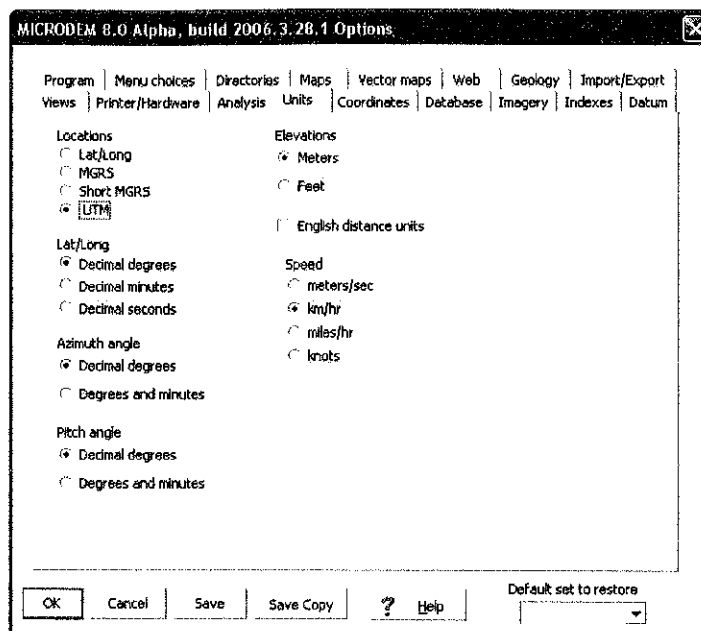 MICRODEM 8.0 Alpha, build 2006.3.28.1 Options
Program Menu choices Directories Maps Vector maps Web Geology Import/Export
Views Printer/Hardware Analysis Units Coordinates Database Imagery Indexes Datum
Locations
Lat/Long
MGRS
Short MGRS
UTM
Lat/Long
Decimal degrees
Decimal minutes
Decimal seconds
Azimuth angle
Decimal degrees
Degrees and minutes
Pitch angle
Decimal degrees
Degrees and minutes
Elevations
Meters
Feet
English distance units
Speed
meters/sec
km/hr
miles/hr
knots
OK Cancel Save Save Copy ? Help
Default set to restore